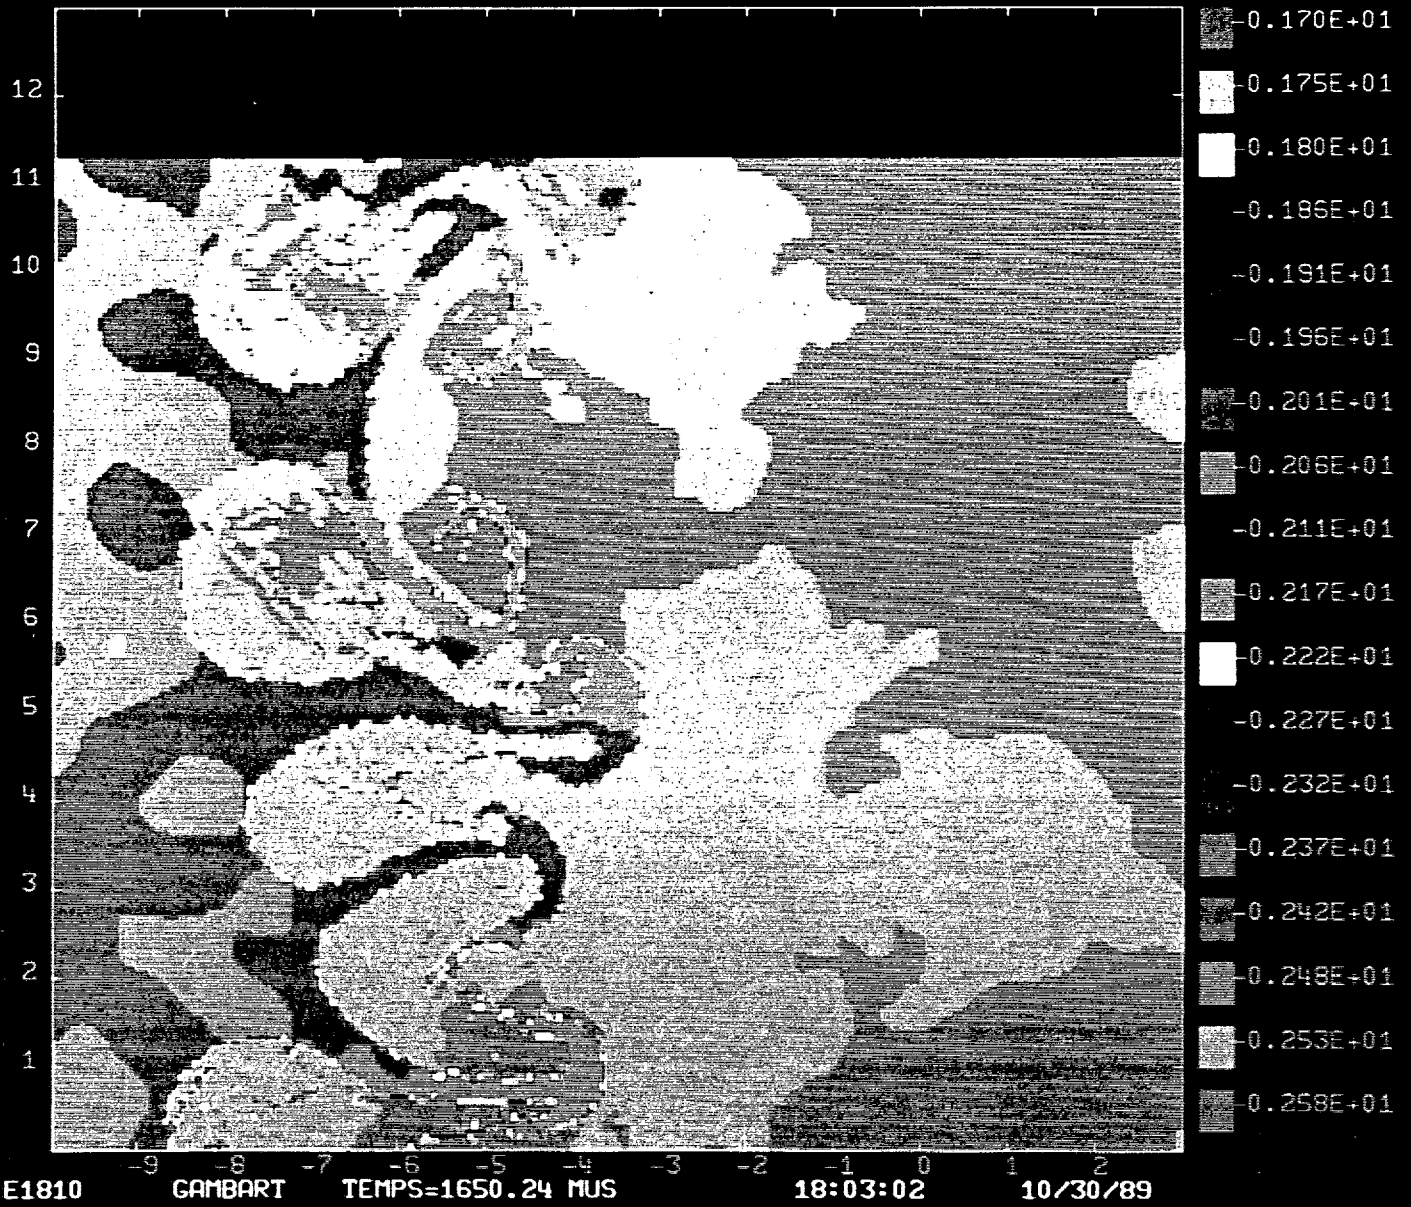 12
11
10
9
8
7
6
5
4
3
2
1
-9 -8 -7 -6 -5 -4 -3 -2 -1 0 1 2
-0.170E+01
-0.175E+01
-0.180E+01
-0.186E+01
-0.191E+01
-0.196E+01
-0.201E+01
-0.206E+01
-0.211E+01
-0.217E+01
-0.222E+01
-0.227E+01
-0.232E+01
-0.237E+01
-0.242E+01
-0.248E+01
-0.253E+01
-0.258E+01
E1810 GAMBART TEMPS=1650.24 MUS 18:03:02 10/30/89